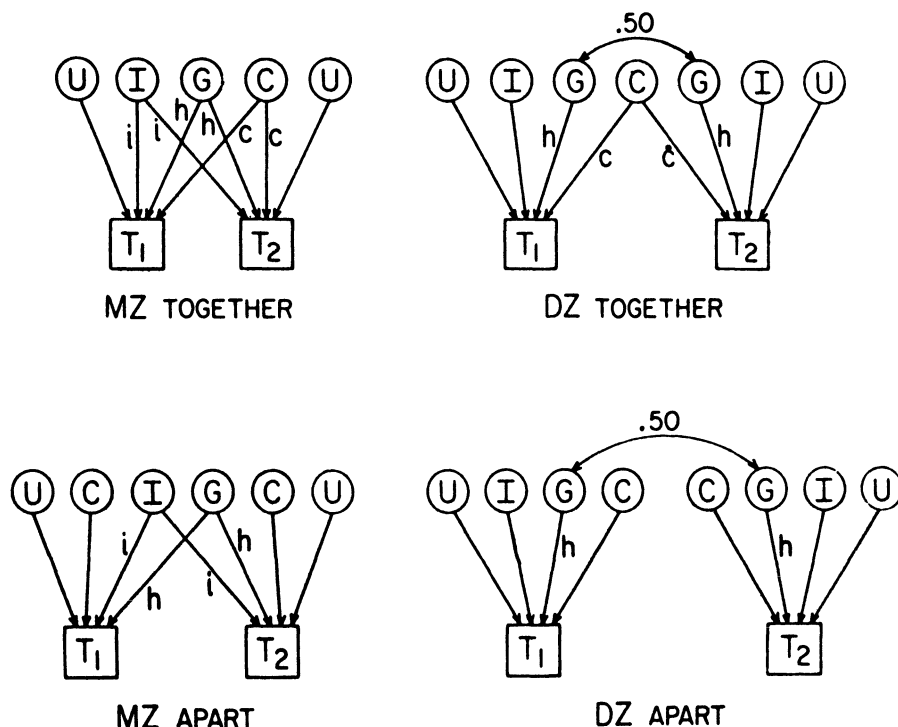 .50
U I G C U
U I G C G I U
i i h h c c
h c c h
T1 T2
T1 T2
MZ TOGETHER
DZ TOGETHER
.50
U C I G C U
U I G C C G I U
i h h i
h h
T1 T2
T1 T2
MZ APART
DZ APART